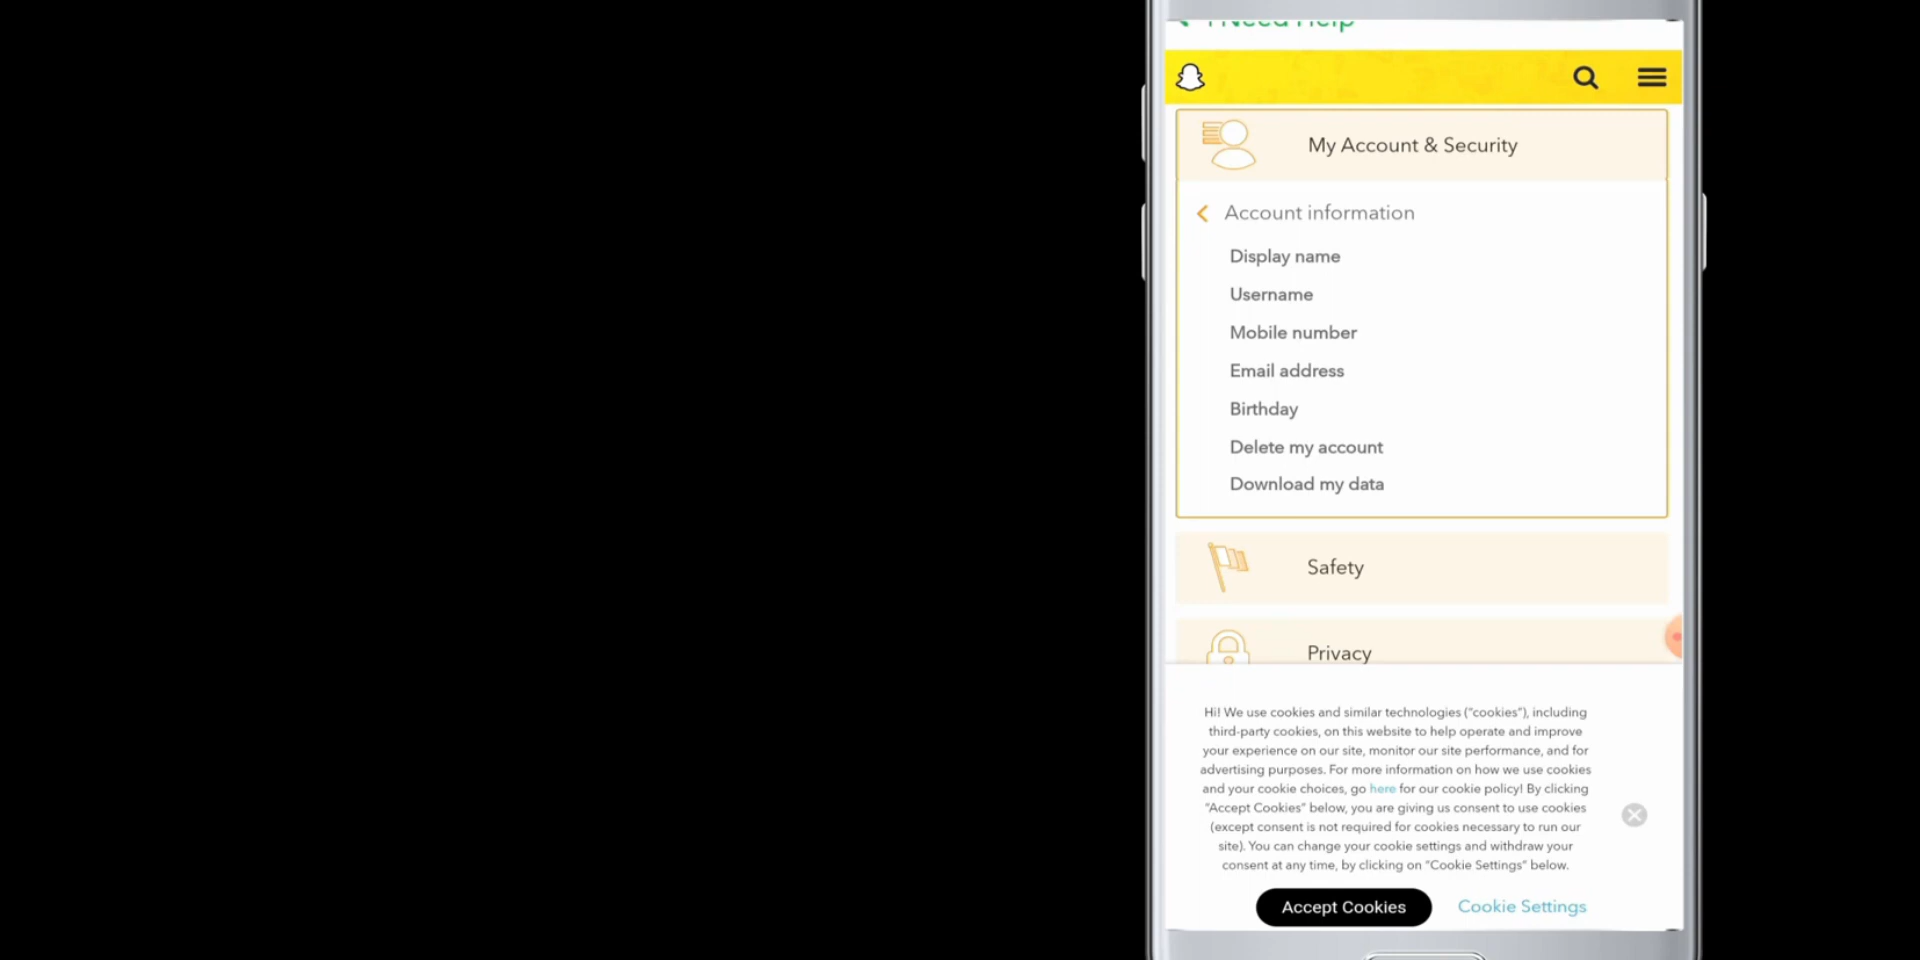 I Need Help
My Account & Security
Account information
Display name
Username
Mobile number
Email address
Birthday
Delete my account
Download my data
Safety
Privacy
Hi! We use cookies and similar technologies ("cookies"), including
third-party cookies, on this website to help operate and improve
your experience on our site, monitor our site performance, and for
advertising purposes. For more information on how we use cookies
and your cookie choices, go here for our cookie policy! By clicking
"Accept Cookies" below, you are giving us consent to use cookies
(except consent is not required for cookies necessary to run our
site). You can change your cookie settings and withdraw your
consent at any time, by clicking on "Cookie Settings" below.
Accept Cookies
Cookie Settings